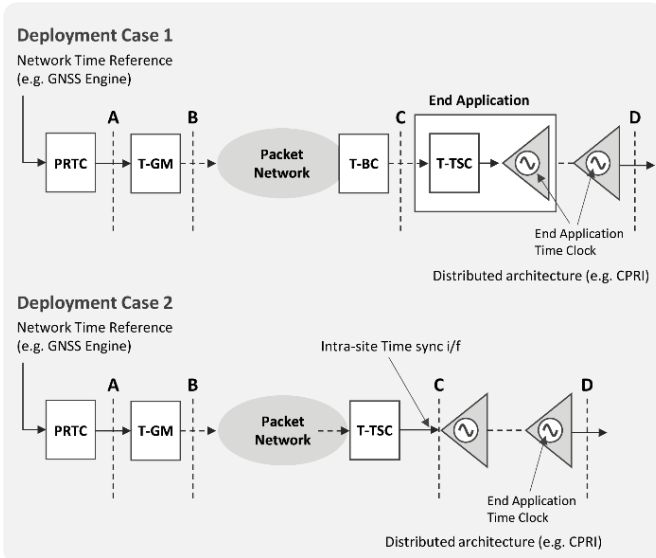 Deployment Case 1
Network Time Reference
(e.g. GNSS Engine)
A
B
C
End Application
D
PRTC
T-GM
Packet
Network
T-BC
T-TSC
End Application
Time Clock
Distributed architecture (e.g. CPRI)
Deployment Case 2
Network Time Reference
(e.g. GNSS Engine)
Intra-site Time sync i/f
A
B
C
D
PRTC
T-GM
Packet
Network
T-TSC
End Application
Time Clock
Distributed architecture (e.g. CPRI)